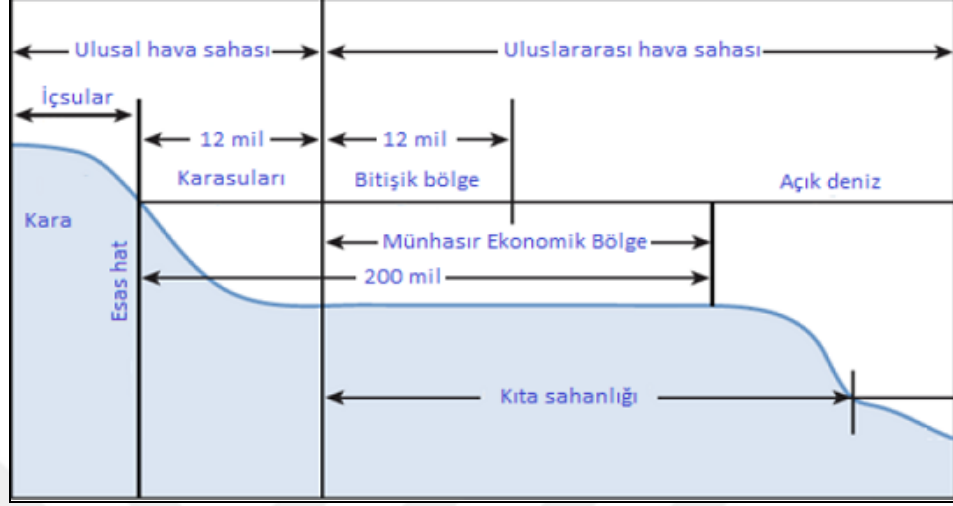 Ulusal hava sahası
Uluslararası hava sahası
İçsular
12 mil
12 mil
Karasuları
Bitişik bölge
Açık deniz
Kara
Esas hat
Münhasır Ekonomik Bölge
200 mil
Kıta sahanlığı